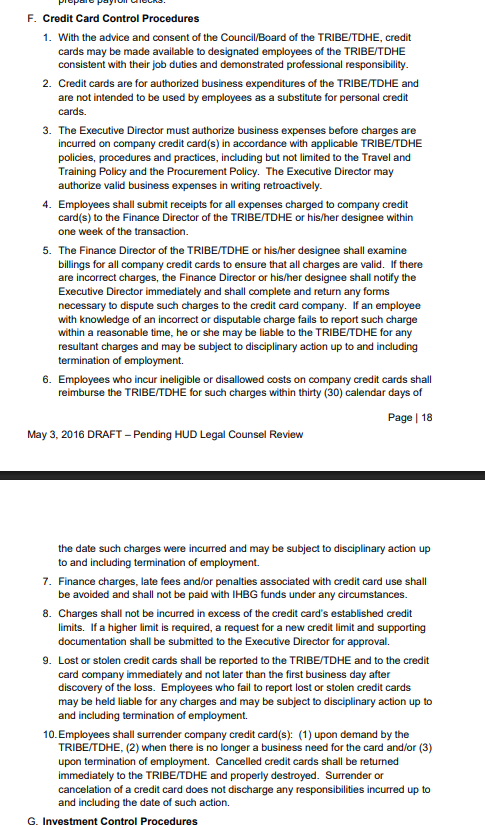 prepare payroll checks.
F. Credit Card Control Procedures
1. With the advice and consent of the Council/Board of the TRIBE/TDHE, credit
cards may be made available to designated employees of the TRIBE/TDHE
consistent with their job duties and demonstrated professional responsibility.
2. Credit cards are for authorized business expenditures of the TRIBE/TDHE and
are not intended to be used by employees as a substitute for personal credit
cards.
3. The Executive Director must authorize business expenses before charges are
incurred on company credit card(s) in accordance with applicable TRIBE/TDHE
policies, procedures and practices, including but not limited to the Travel and
Training Policy and the Procurement Policy. The Executive Director may
authorize valid business expenses in writing retroactively.
4. Employees shall submit receipts for all expenses charged to company credit
card(s) to the Finance Director of the TRIBE/TDHE or his/her designee within
one week of the transaction.
5. The Finance Director of the TRIBE/TDHE or his/her designee shall examine
billings for all company credit cards to ensure that all charges are valid. If there
are incorrect charges, the Finance Director or his/her designee shall notify the
Executive Director immediately and shall complete and return any forms
necessary to dispute such charges to the credit card company. If an employee
with knowledge of an incorrect or disputable charge fails to report such charge
within a reasonable time, he or she may be liable to the TRIBE/TDHE for any
resultant charges and may be subject to disciplinary action up to and including
termination of employment.
6. Employees who incur ineligible or disallowed costs on company credit cards shall
reimburse the TRIBE/TDHE for such charges within thirty (30) calendar days of
Page | 18
May 3, 2016 DRAFT – Pending HUD Legal Counsel Review
the date such charges were incurred and may be subject to disciplinary action up
to and including termination of employment.
7. Finance charges, late fees and/or penalties associated with credit card use shall
be avoided and shall not be paid with IHBG funds under any circumstances.
8. Charges shall not be incurred in excess of the credit card's established credit
limits. If a higher limit is required, a request for a new credit limit and supporting
documentation shall be submitted to the Executive Director for approval.
9. Lost or stolen credit cards shall be reported to the TRIBE/TDHE and to the credit
card company immediately and not later than the first business day after
discovery of the loss. Employees who fail to report lost or stolen credit cards
may be held liable for any charges and may be subject to disciplinary action up to
and including termination of employment.
10. Employees shall surrender company credit card(s): (1) upon demand by the
TRIBE/TDHE, (2) when there is no longer a business need for the card and/or (3)
upon termination of employment. Cancelled credit cards shall be returned
immediately to the TRIBE/TDHE and properly destroyed. Surrender or
cancelation of a credit card does not discharge any responsibilities incurred up to
and including the date of such action.
G. Investment Control Procedures